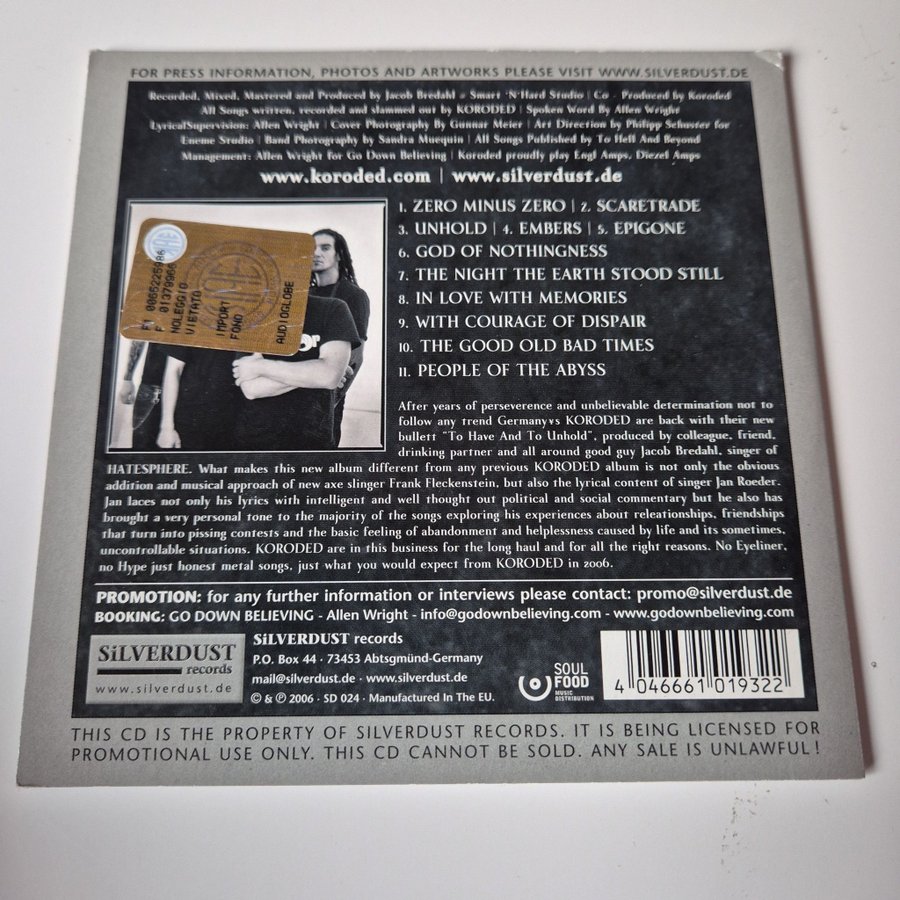 FOR PRESS INFORMATION, PHOTOS AND ARTWORKS PLEASE VISIT WWW.SILVERDUST.DE
Recorded, Mixed, Mastered and Produced by Jacob Bredahl - Smart 'N'Hard Studio | Co - Produced by Koroded
All Songs written, recorded and slammed out by KORODED | Spoken Word By Allen Wright
LyricalSupervision: Allen Wright | Cover Photography By Gunnar Meier | Art Direction by Philipp Schuster for
Uneme Studio | Band Photography by Sandra Muequin | All Songs Published by To Hell And Beyond
Management: Allen Wright for Go Down Believing | Koroded proudly play Engl Amps, Diezel Amps
www.koroded.com | www.silverdust.de
1. ZERO MINUS ZERO | 2. SCARETRADE
3. UNHOLD | 4. EMBERS | 5. EPIGONE
6. GOD OF NOTHINGNESS
7. THE NIGHT THE EARTH STOOD STILL
8. IN LOVE WITH MEMORIES
9. WITH COURAGE OF DISPAIR
10. THE GOOD OLD BAD TIMES
11. PEOPLE OF THE ABYSS
NOLEGGIO
VIETATO
IMPORT
FONO
AUDIOGLOBE
After years of perseverence and unbelievable determination not to
follow any trend Germanyvs KORODED are back with their new
bullett "To Have And To Unhold", produced by colleague, friend,
drinking partner and all around good guy Jacob Bredahl, singer of
HATESPHERE. What makes this new album different from any previous KORODED album is not only the obvious
addition and musical approach of new axe slinger Frank Fleckenstein, but also the lyrical content of singer Jan Roeder.
Jan laces not only his lyrics with intelligent and well thought out political and social commentary but he also has
brought a very personal tone to the majority of the songs exploring his experiences about releationships, friendships
that turn into pissing contests and the basic feeling of abandonment and helplessness caused by life and its sometimes,
uncontrollable situations. KORODED are in this business for the long haul and for all the right reasons. No Eyeliner,
no Hype just honest metal songs, just what you would expect from KORODED in 2006.
PROMOTION: for any further information or interviews please contact: promo@silverdust.de
BOOKING: GO DOWN BELIEVING - Allen Wright - info@godownbelieving.com - www.godownbelieving.com
SiLVERDUST
records
www.silverdust.de
SiLVERDUST records
P.O. Box 44 · 73453 Abtsgmünd-Germany
mail@silverdust.de · www.silverdust.de
© & ℗ 2006 · SD 024 · Manufactured In The EU.
SOUL
FOOD
MUSIC
DISTRIBUTION
4 046661 019322
THIS CD IS THE PROPERTY OF SILVERDUST RECORDS. IT IS BEING LICENSED FOR
PROMOTIONAL USE ONLY. THIS CD CANNOT BE SOLD. ANY SALE IS UNLAWFUL!